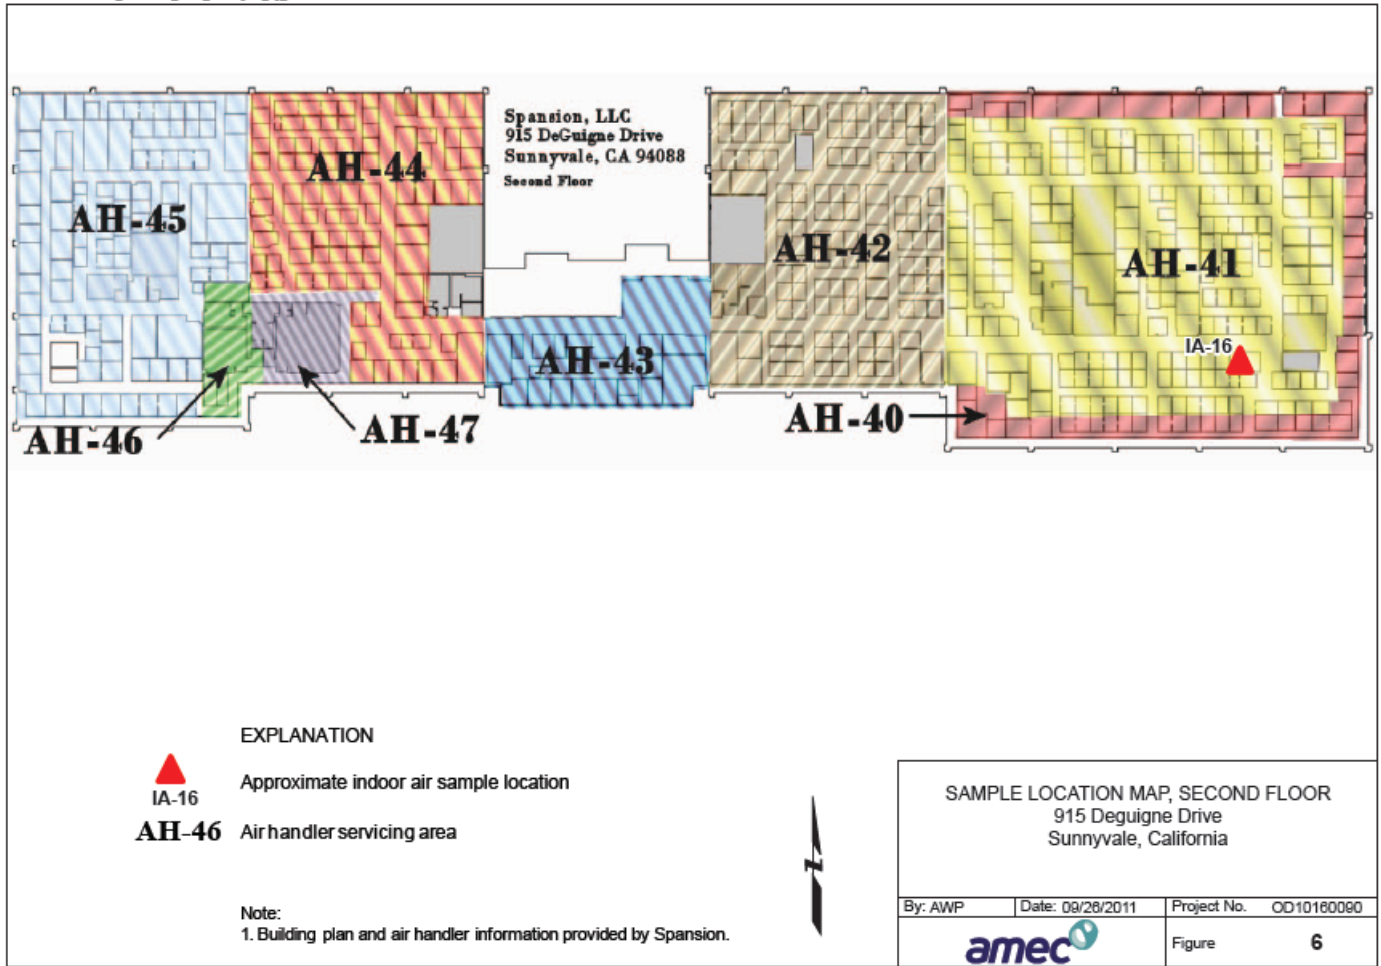 Spansion, LLC
915 DeGuigne Drive
Sunnyvale, CA 94088
Second Floor
AH-44
AH-45
AH-42
AH-41
IA-16
AH-43
AH-40
AH-46
AH-47
EXPLANATION
Approximate indoor air sample location
IA-16
AH-46 Air handler servicing area
Note:
1. Building plan and air handler information provided by Spansion.
SAMPLE LOCATION MAP, SECOND FLOOR
915 Deguigne Drive
Sunnyvale, California
By: AWP Date: 09/26/2011 Project No. OD10160090
amec
Figure 6